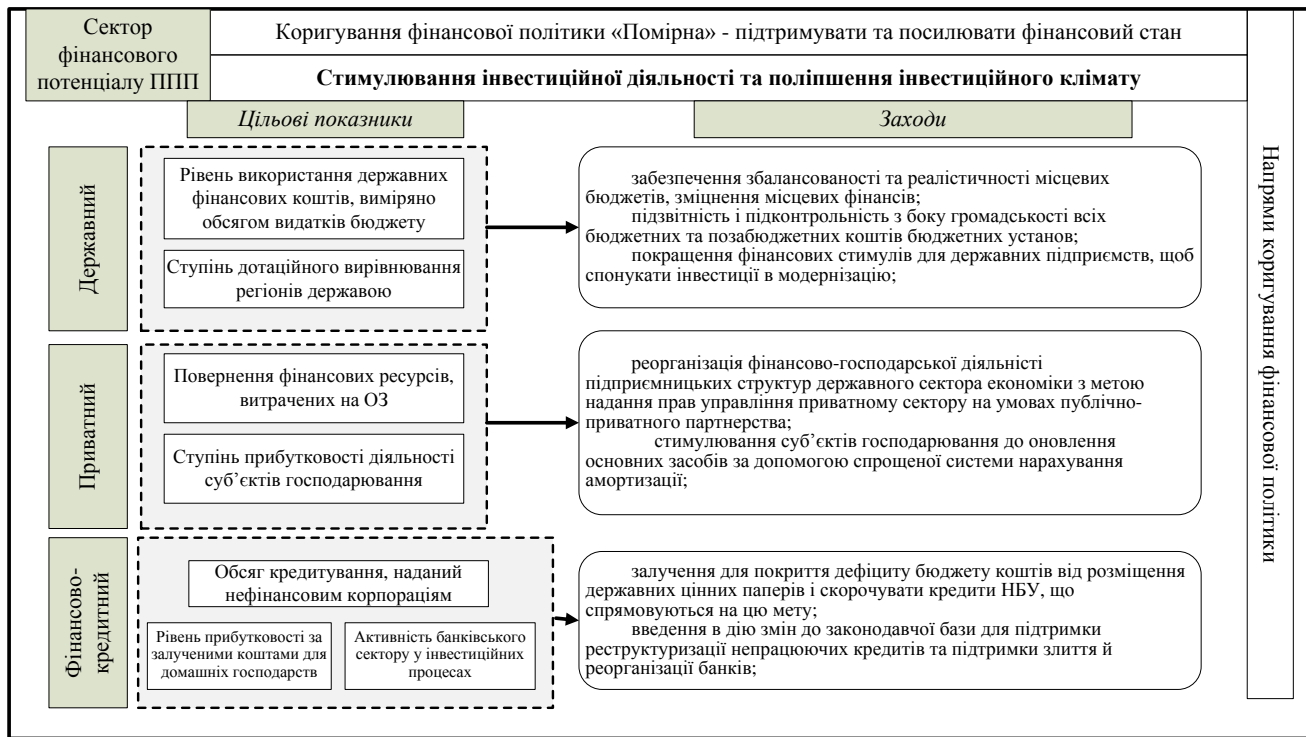 Сектор
фінансового
потенціалу ППП
Коригування фінансової політики «Помірна» - підтримувати та посилювати фінансовий стан
Стимулювання інвестиційної діяльності та поліпшення інвестиційного клімату
Цільові показники
Заходи
Напрями коригування фінансової політики
Державний
Рівень використання державних
фінансових коштів, виміряно
обсягом видатків бюджету
Ступінь дотаційного вирівнювання
регіонів державою
забезпечення збалансованості та реалістичності місцевих
бюджетів, зміцнення місцевих фінансів;
підзвітність і підконтрольність з боку громадськості всіх
бюджетних та позабюджетних коштів бюджетних установ;
покращення фінансових стимулів для державних підприємств, щоб
спонукати інвестиції в модернізацію;
Приватний
Повернення фінансових ресурсів,
витрачених на ОЗ
Ступінь прибутковості діяльності
суб’єктів господарювання
реорганізація фінансово-господарської діяльністі
підприємницьких структур державного сектора економіки з метою
надання прав управління приватному сектору на умовах публічно-
приватного партнерства;
стимулювання суб’єктів господарювання до оновлення
основних засобів за допомогою спрощеної системи нарахування
амортизації;
Фінансово-
кредитний
Обсяг кредитування, наданий
нефінансовим корпораціям
Рівень прибутковості за
залученими коштами для
домашніх господарств
Активність банківського
сектору у інвестиційних
процесах
залучення для покриття дефіциту бюджету коштів від розміщення
державних цінних паперів і скорочувати кредити НБУ, що
спрямовуються на цю мету;
введення в дію змін до законодавчої бази для підтримки
реструктуризації непрацюючих кредитів та підтримки злиття й
реорганізації банків;